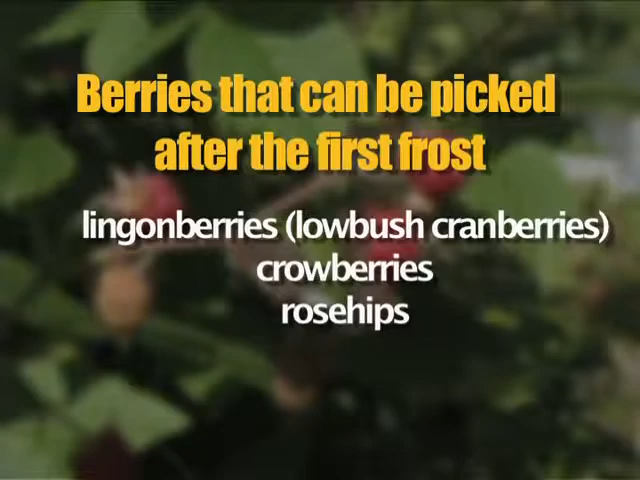 Berries that can be picked
after the first frost
lingonberries (lowbush cranberries)
crowberries
rosehips